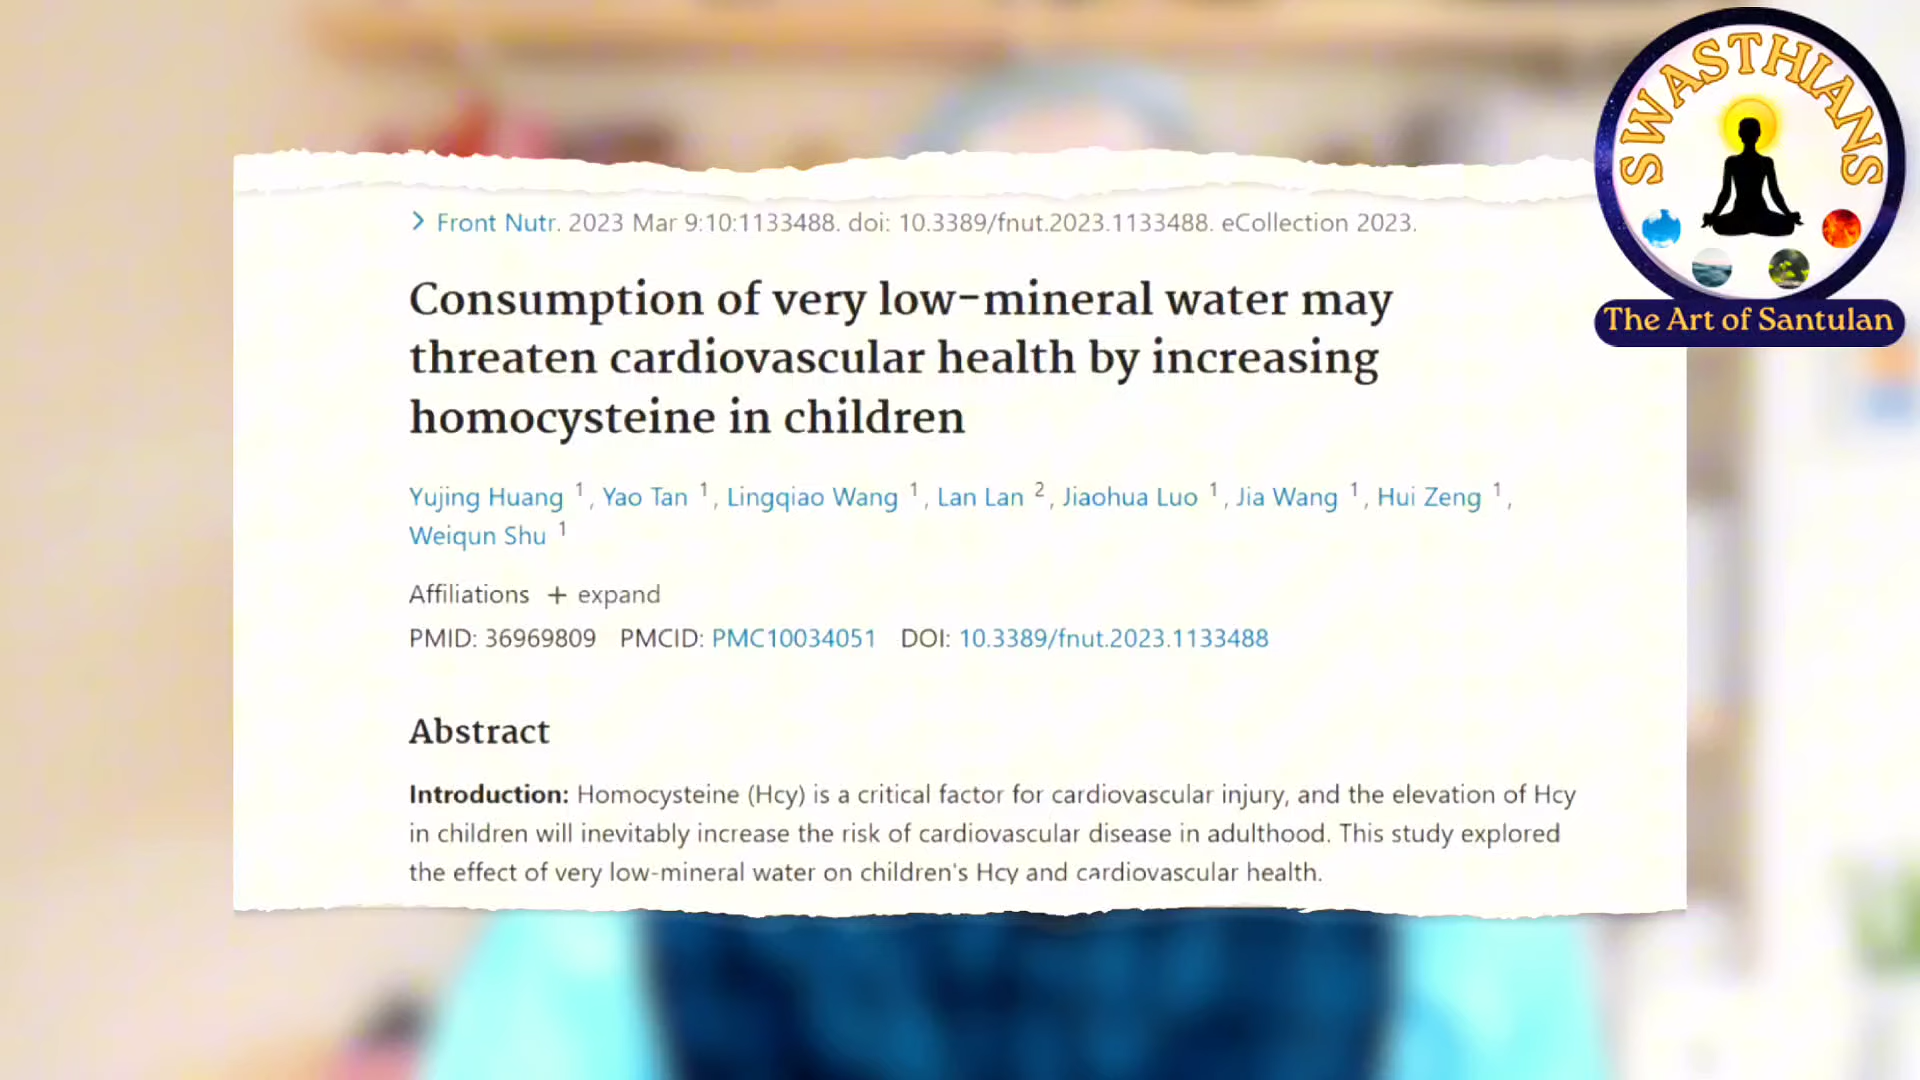 SWASTHIANS
The Art of Santulan
> Front Nutr. 2023 Mar 9:10:1133488. doi: 10.3389/fnut.2023.1133488. eCollection 2023.
Consumption of very low-mineral water may
threaten cardiovascular health by increasing
homocysteine in children
Yujing Huang 1, Yao Tan 1, Lingqiao Wang 1, Lan Lan 2, Jiaohua Luo 1, Jia Wang 1, Hui Zeng 1,
Weiqun Shu 1
Affiliations + expand
PMID: 36969809 PMCID: PMC10034051 DOI: 10.3389/fnut.2023.1133488
Abstract
Introduction: Homocysteine (Hcy) is a critical factor for cardiovascular injury, and the elevation of Hcy
in children will inevitably increase the risk of cardiovascular disease in adulthood. This study explored
the effect of very low-mineral water on children's Hcy and cardiovascular health.